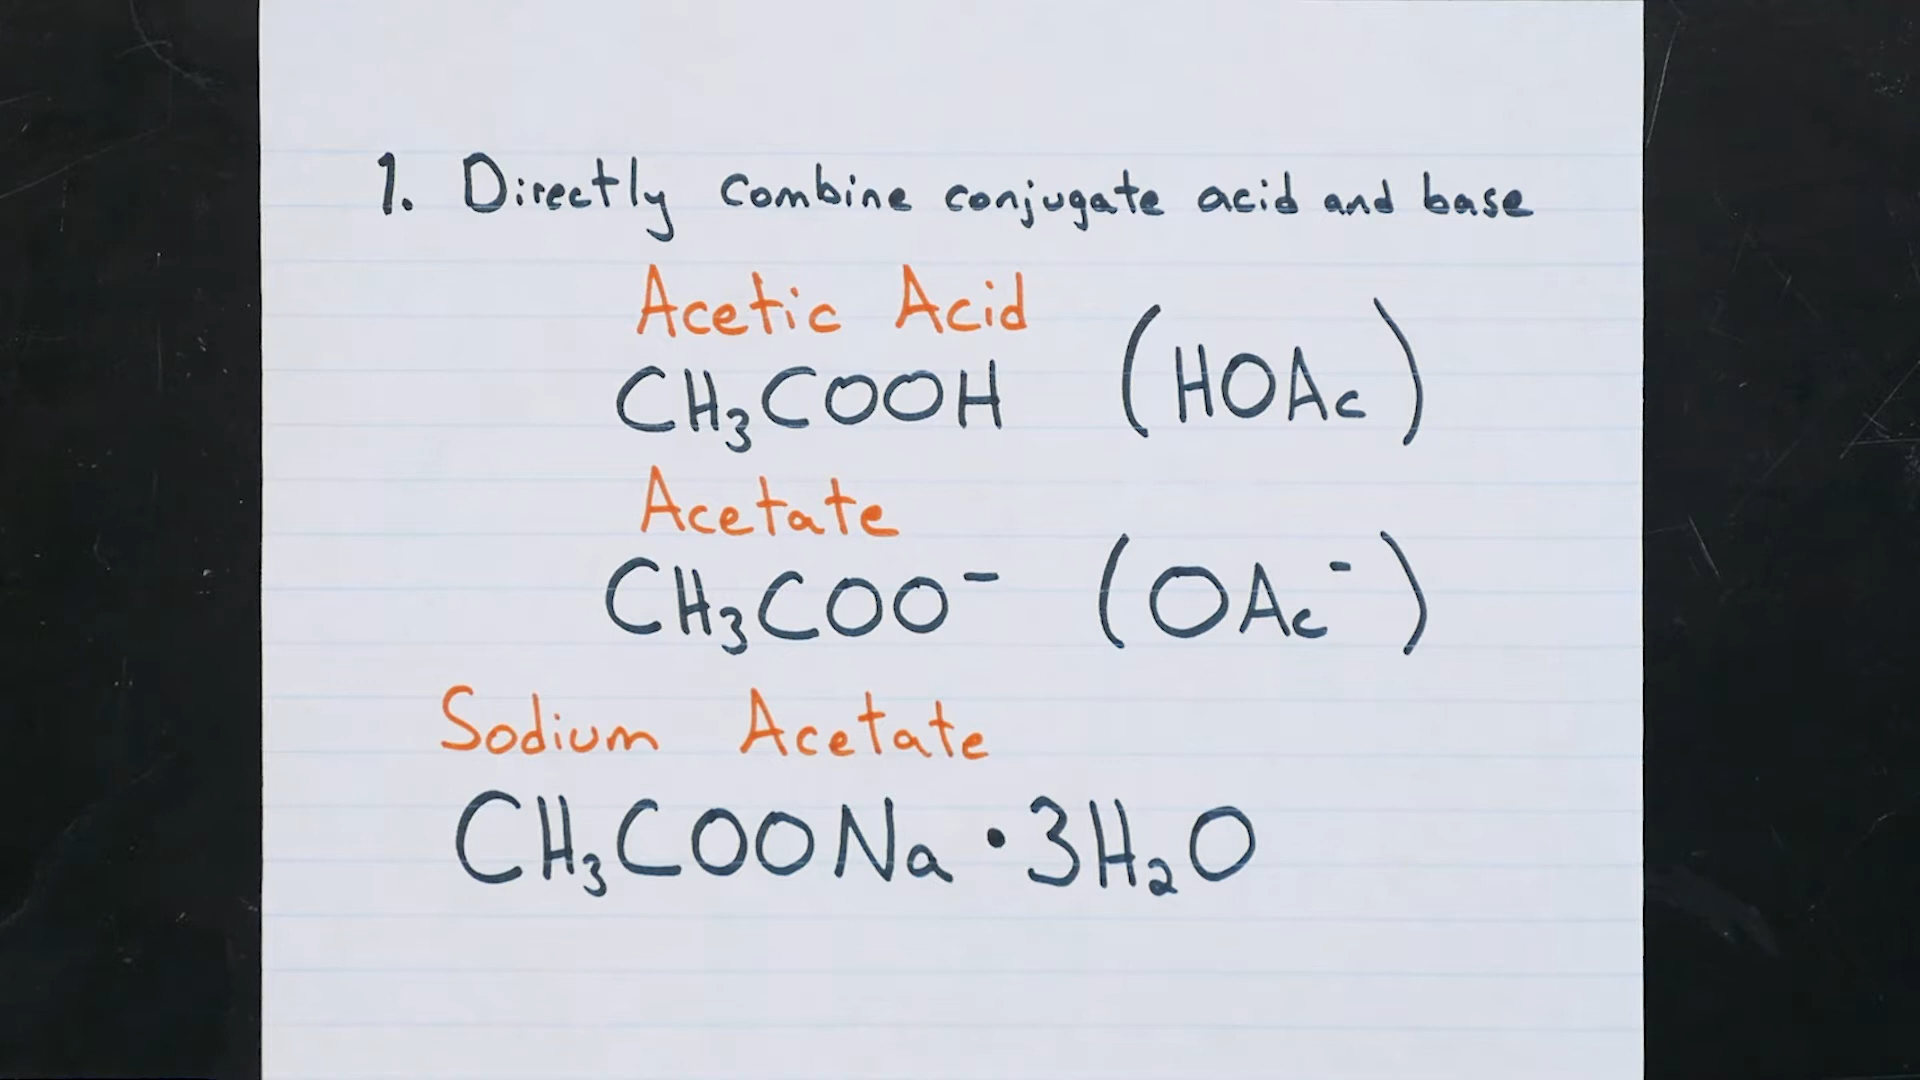 1. Directly combine conjugate acid and base
Acetic Acid
CH₃COOH (HOAc)
Acetate
CH₃COO⁻ (OAc⁻)
Sodium Acetate
CH₃COONa · 3H₂O